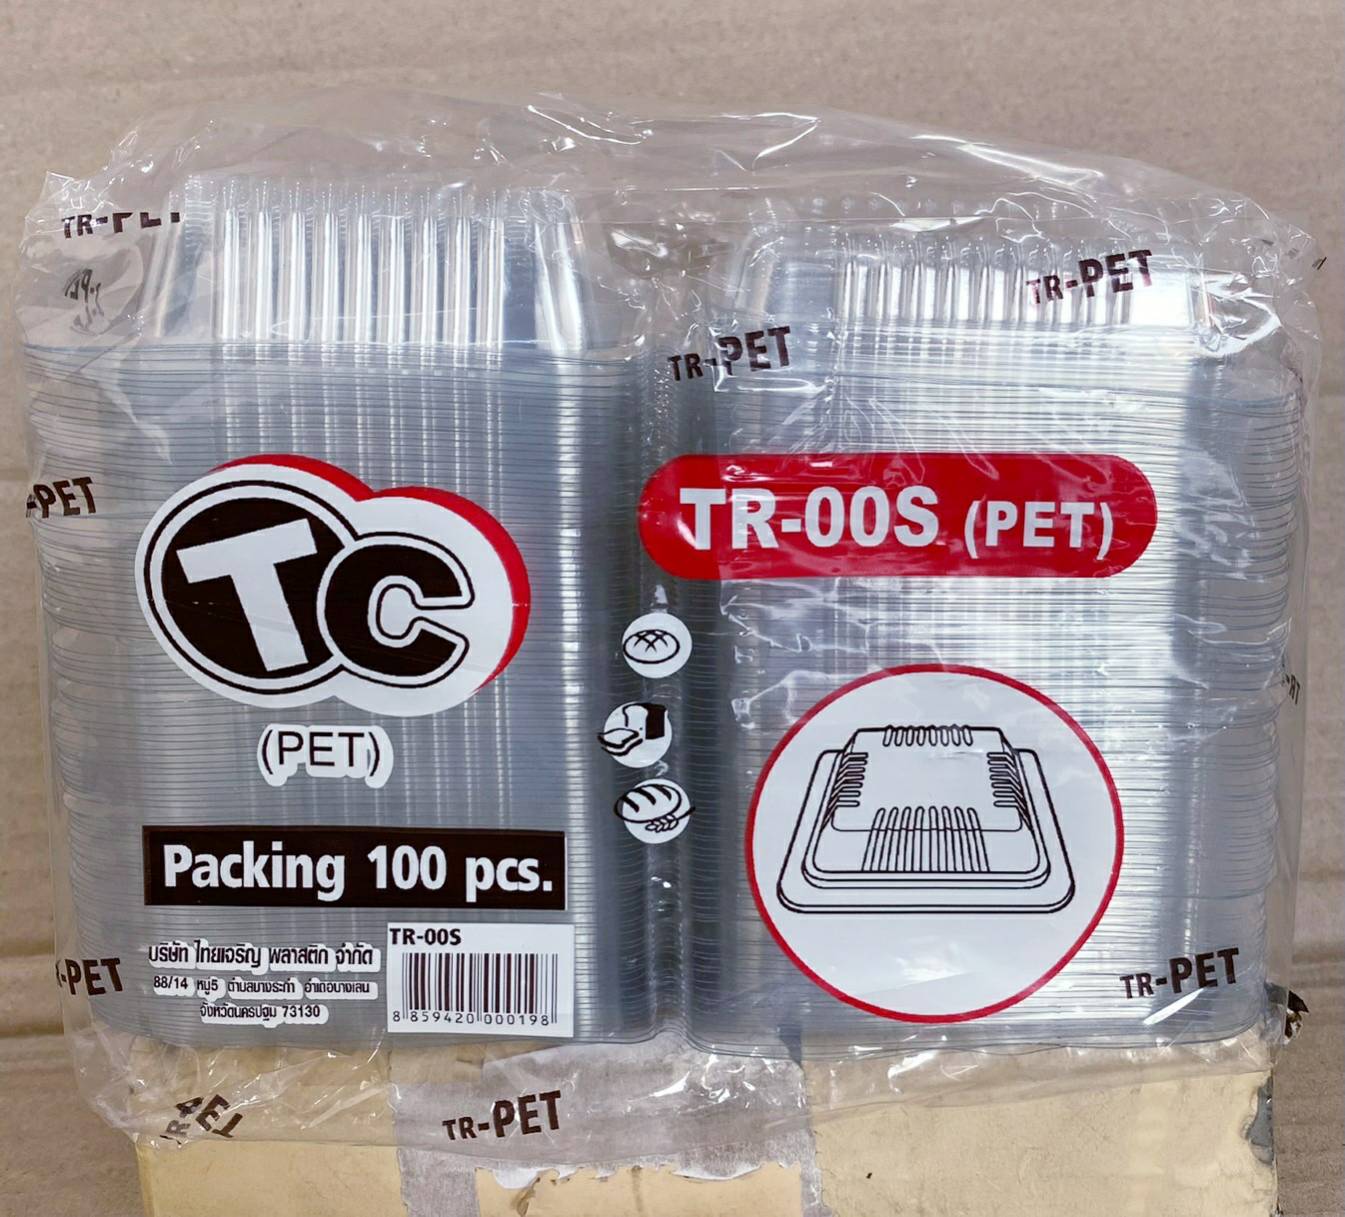 TR-PET
TR-PET
TR-PET
-PET
TC
(PET)
TR-00S (PET)
Packing 100 pcs.
TR-00S
8 859420 000198
บริษัท ไทยเจริญ พลาสติก จำกัด
88/14 หมู่5 ตำบลบางระกำ อำเภอบางเลน
จังหวัดนครปฐม 73130
-PET
TR-PET
TR-PET